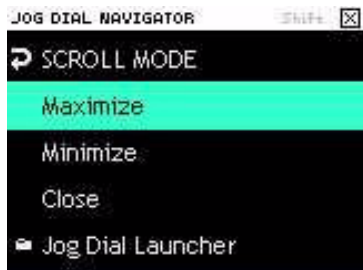 JOG DIAL NAVIGATOR Shift
SCROLL MODE
Maximize
Minimize
Close
Jog Dial Launcher